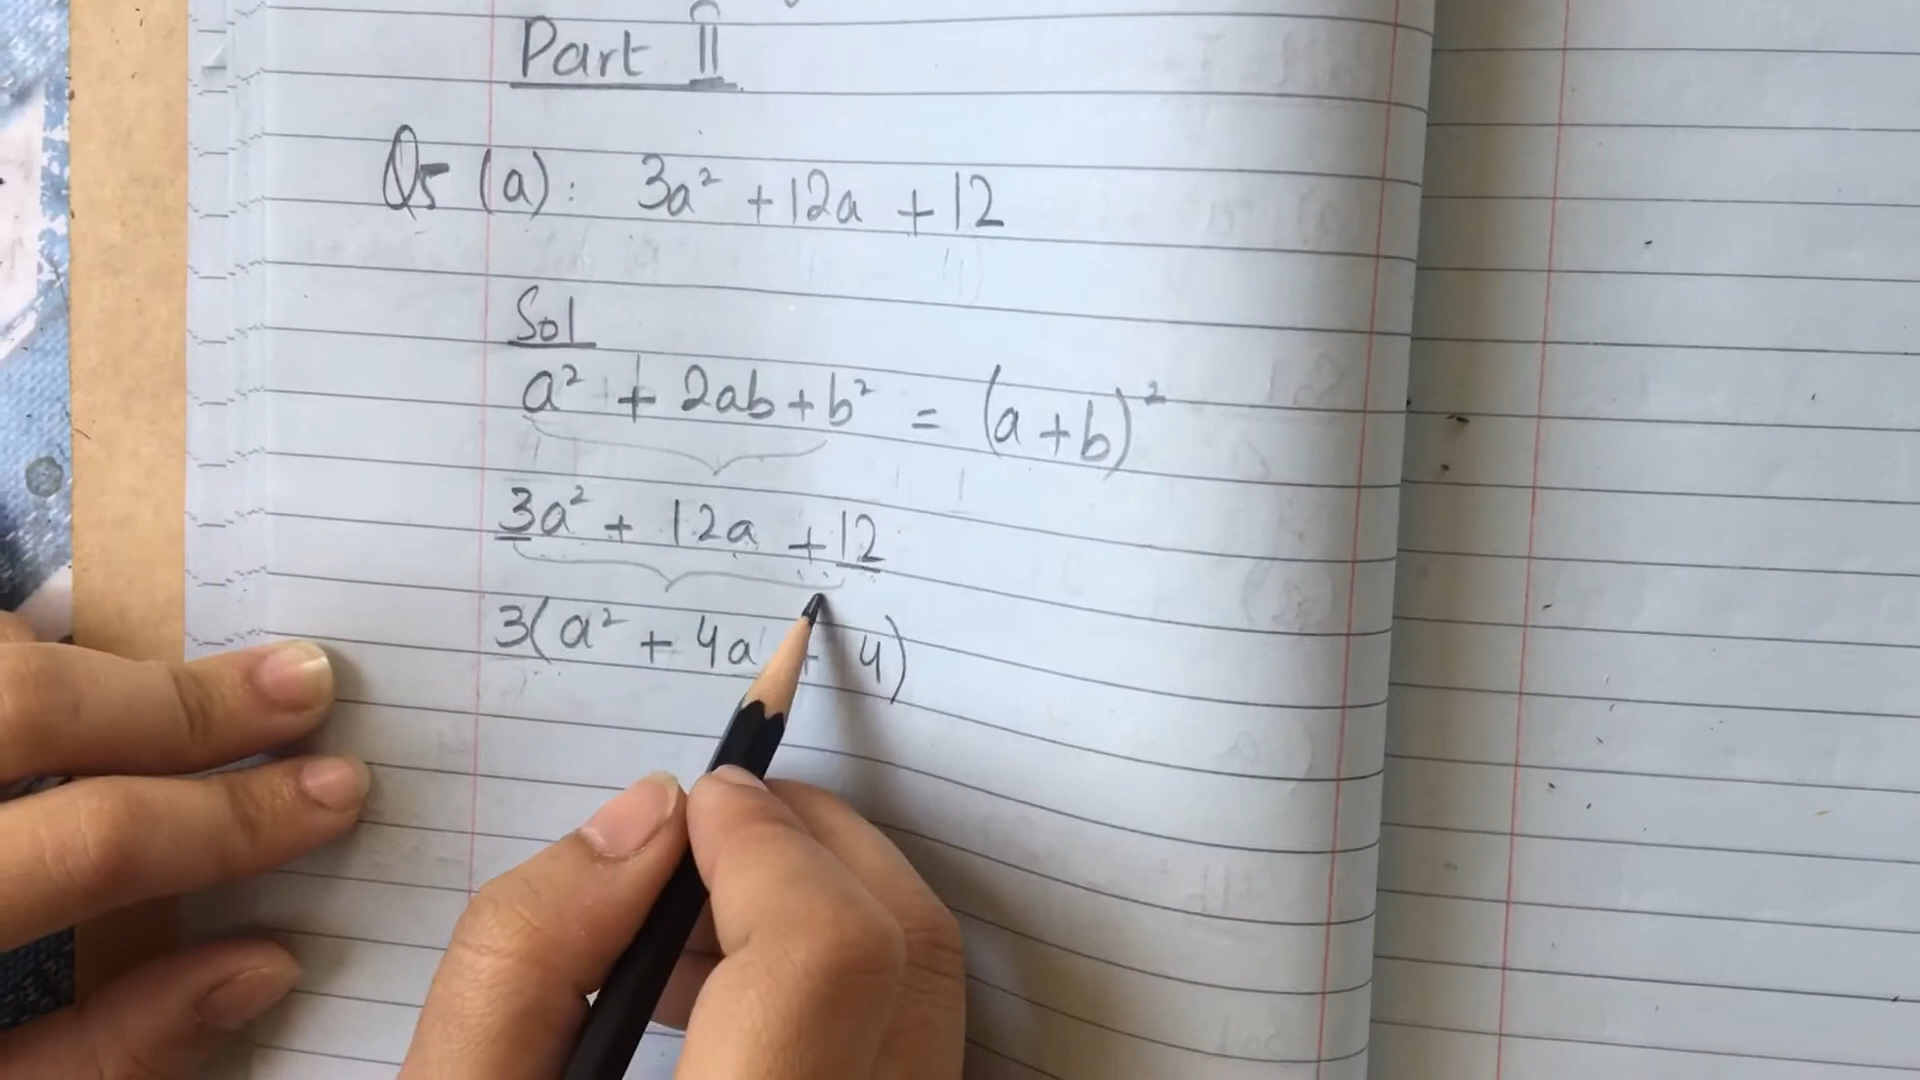 Part II
Q5 (a): 3a² + 12a + 12
Sol
a² + 2ab + b² = (a + b)²
3a² + 12a + 12
3(a² + 4a + 4)